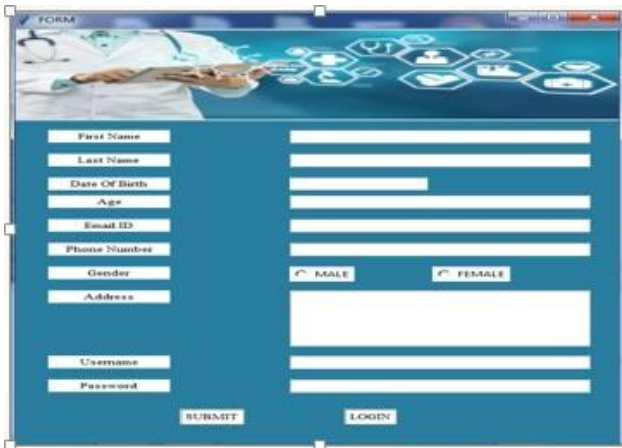 FORM
First Name
Last Name
Date Of Birth
Age
Email ID
Phone Number
Gender MALE FEMALE
Address
Username
Password
SUBMIT LOGIN